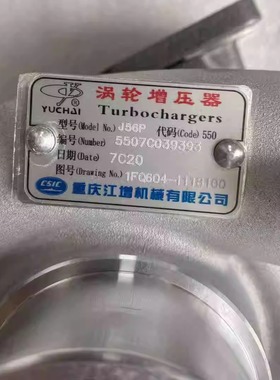 YUCHAI
涡轮增压器
Turbochargers
型号(Model No.) J56P 代码(Code) 550
编号(Number) 5507C039393
日期(Date) 7C20
图号(Drawing No.) 1FQ604-1118100
CSIC
重庆江增机械有限公司